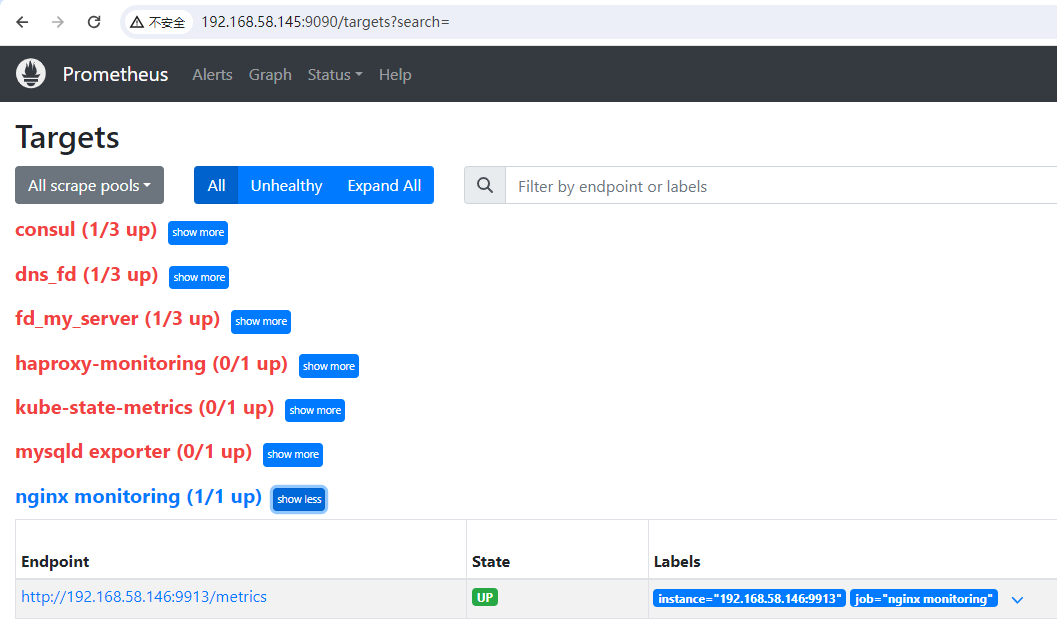 不安全 192.168.58.145:9090/targets?search=
Prometheus Alerts Graph Status Help
Targets
All scrape pools All Unhealthy Expand All Filter by endpoint or labels
consul (1/3 up) show more
dns_fd (1/3 up) show more
fd_my_server (1/3 up) show more
haproxy-monitoring (0/1 up) show more
kube-state-metrics (0/1 up) show more
mysqld exporter (0/1 up) show more
nginx monitoring (1/1 up) show less
Endpoint State Labels
http://192.168.58.146:9913/metrics UP instance="192.168.58.146:9913" job="nginx monitoring"